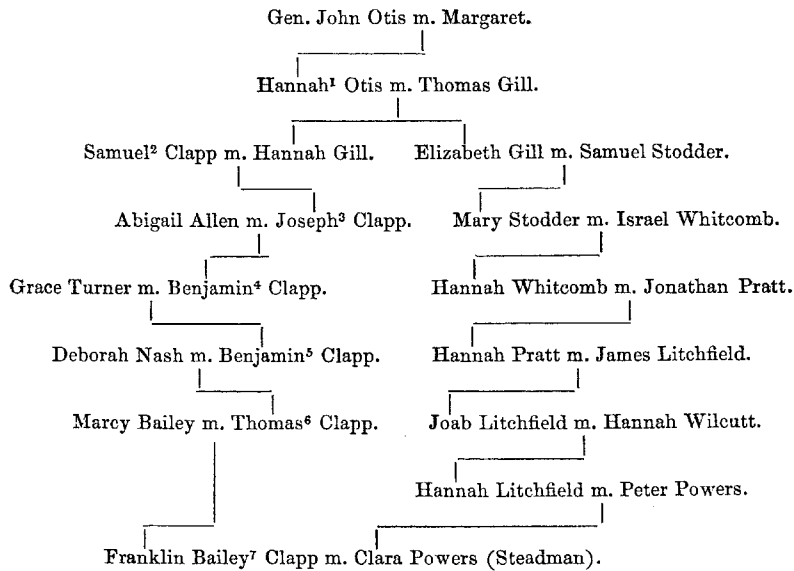 Gen. John Otis m. Margaret.
Hannah¹ Otis m. Thomas Gill.
Samuel² Clapp m. Hannah Gill. Elizabeth Gill m. Samuel Stodder.
Abigail Allen m. Joseph³ Clapp. Mary Stodder m. Israel Whitcomb.
Grace Turner m. Benjamin⁴ Clapp. Hannah Whitcomb m. Jonathan Pratt.
Deborah Nash m. Benjamin⁵ Clapp. Hannah Pratt m. James Litchfield.
Marcy Bailey m. Thomas⁶ Clapp. Joab Litchfield m. Hannah Wilcutt.
Hannah Litchfield m. Peter Powers.
Franklin Bailey⁷ Clapp m. Clara Powers (Steadman).